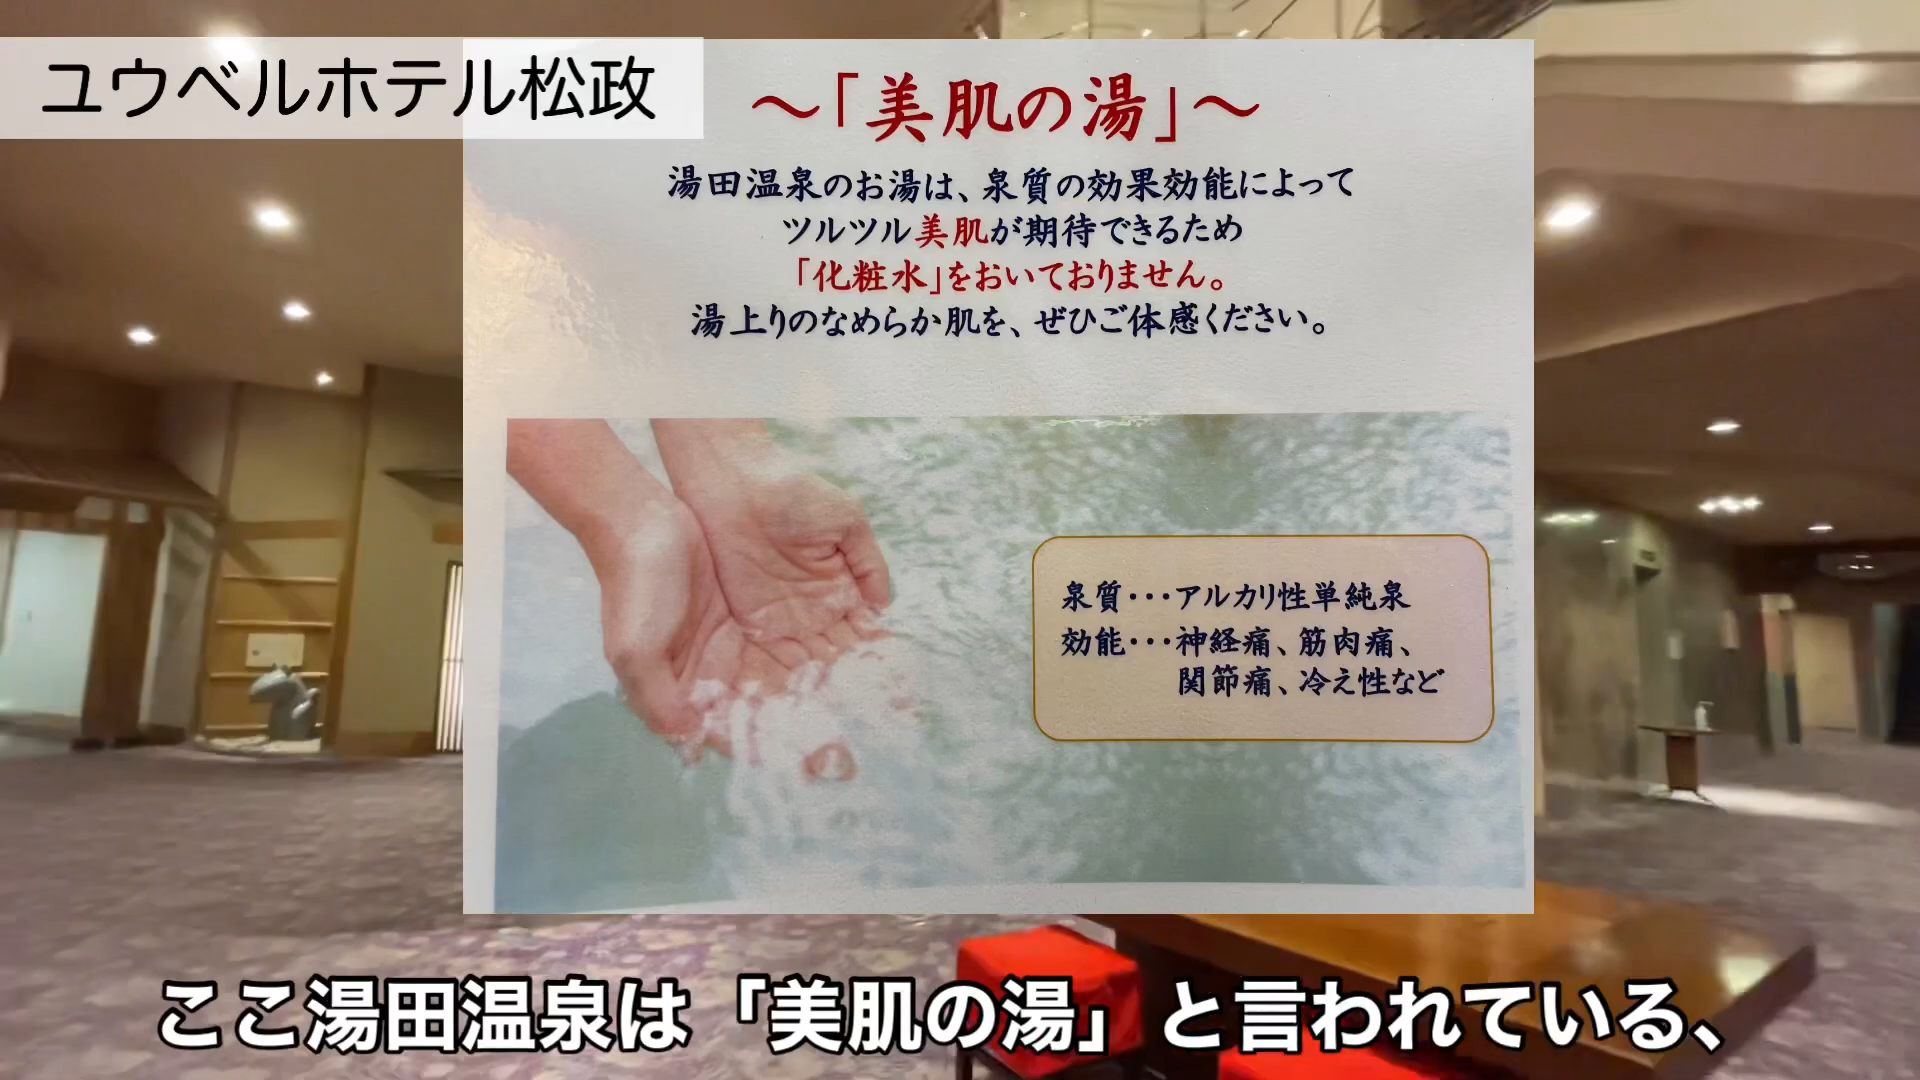 ユウベルホテル松政
～「美肌の湯」～
湯田温泉のお湯は、泉質の効果効能によって
ツルツル美肌が期待できるため
「化粧水」をおいておりません。
湯上りのなめらか肌を、ぜひご体感ください。
泉質・・・アルカリ性単純泉
効能・・・神経痛、筋肉痛、
関節痛、冷え性など
ここ湯田温泉は「美肌の湯」と言われている、